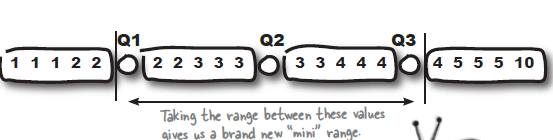 Q1 Q2 Q3
1 1 1 2 2 2 2 3 3 3 3 3 4 4 4 4 5 5 5 10
Taking the range between these values
gives us a brand new "mini" range.